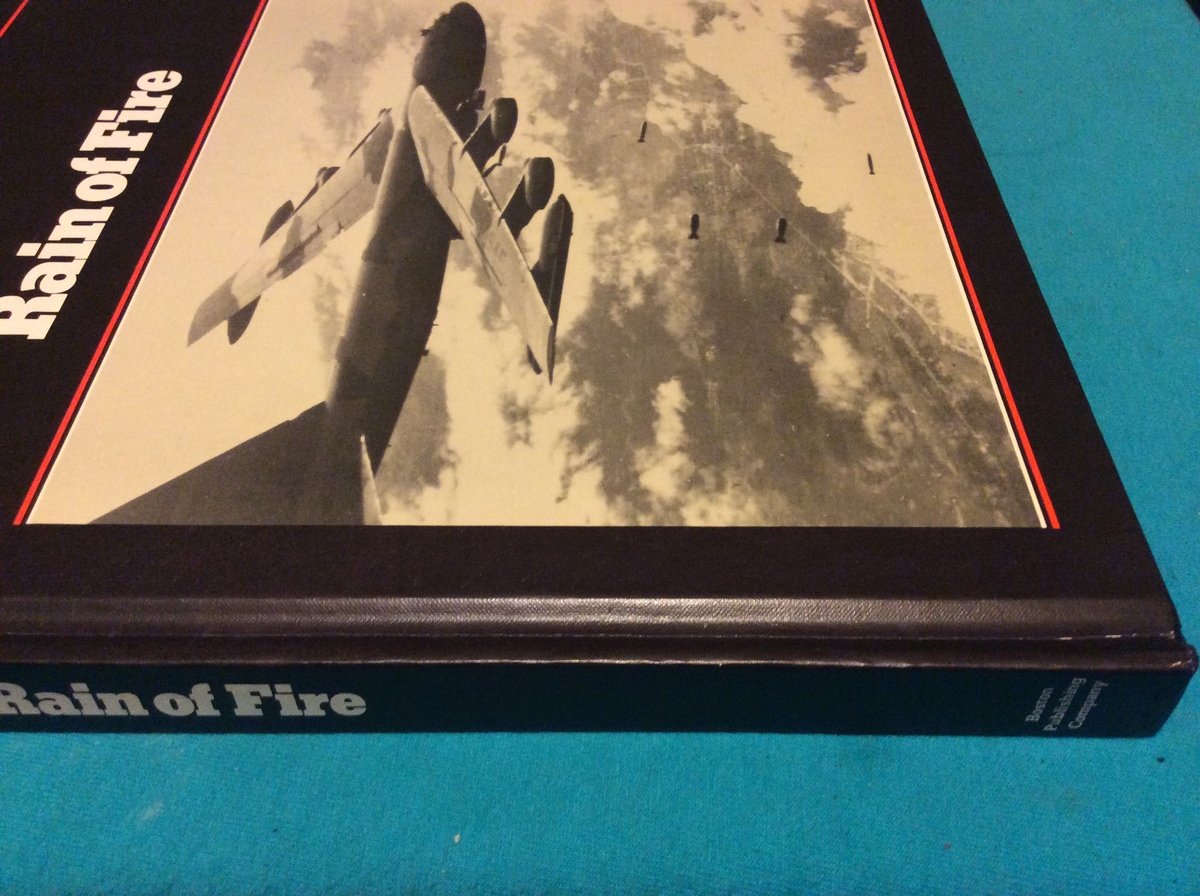 Rain of Fire
Rain of Fire
Boston
Publishing
Company